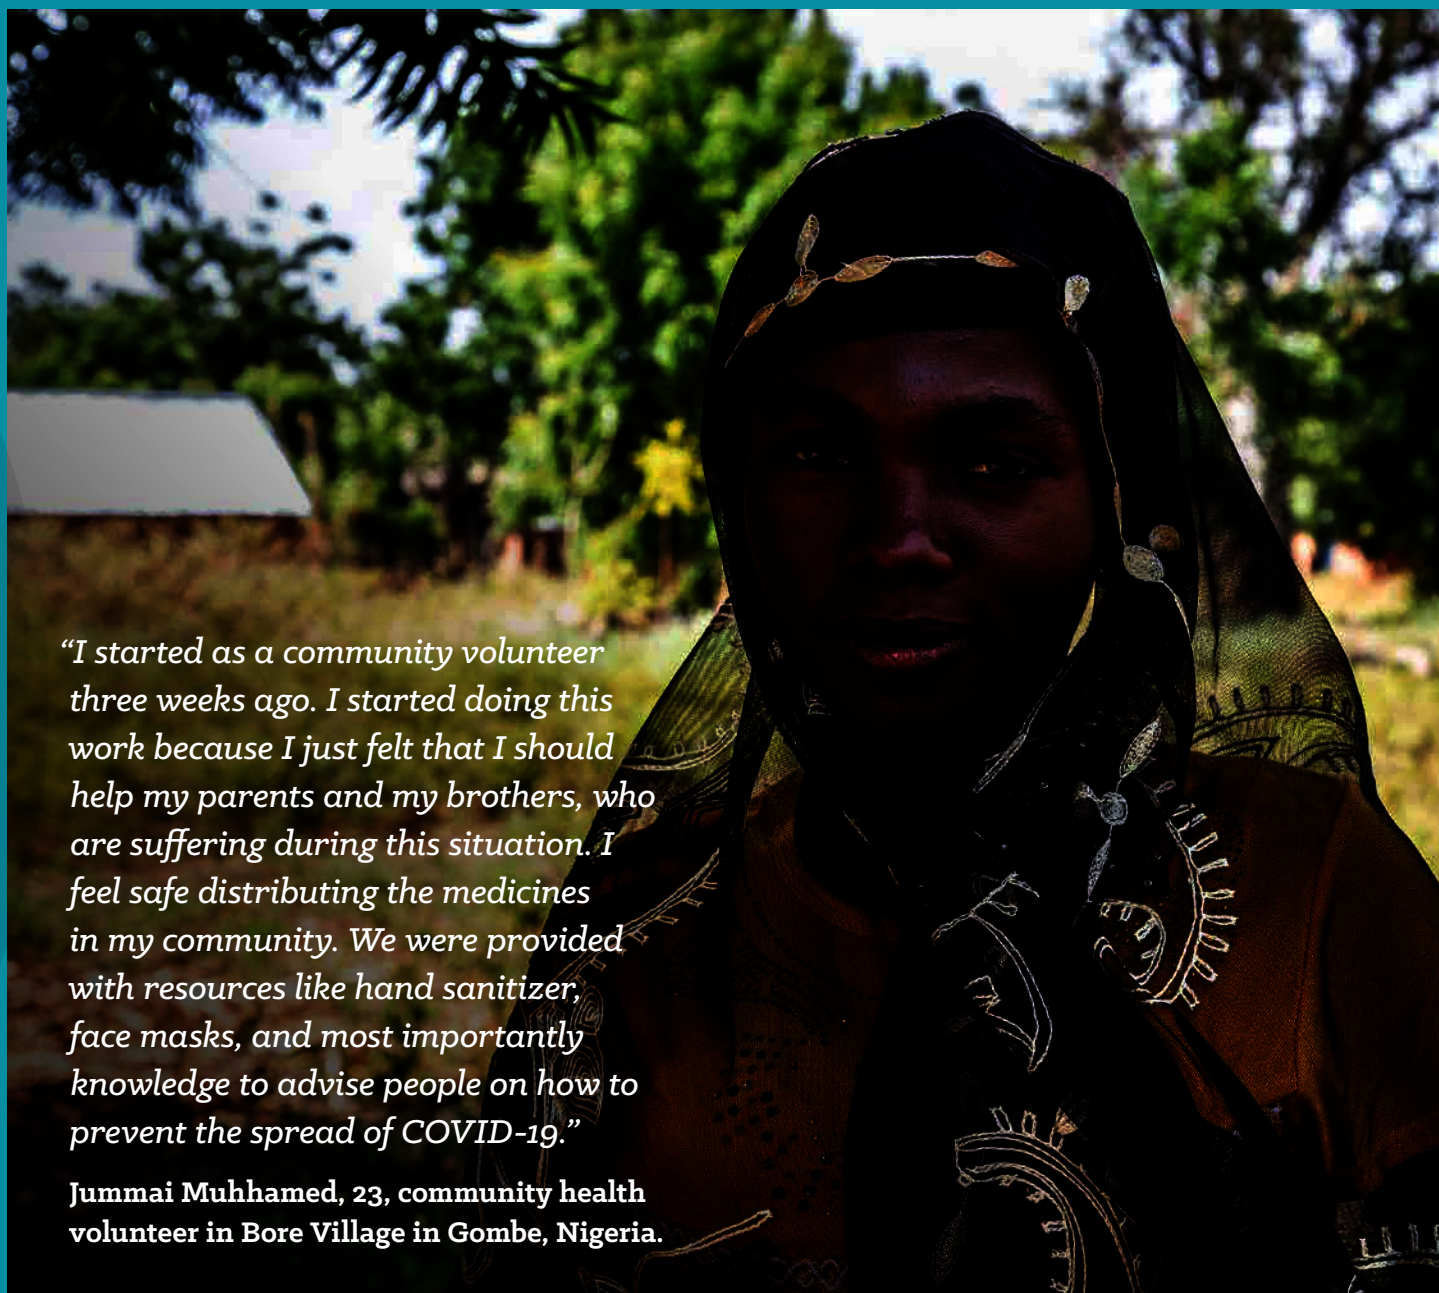 “I started as a community volunteer
three weeks ago. I started doing this
work because I just felt that I should
help my parents and my brothers, who
are suffering during this situation. I
feel safe distributing the medicines
in my community. We were provided
with resources like hand sanitizer,
face masks, and most importantly
knowledge to advise people on how to
prevent the spread of COVID-19.”
Jummai Muhhamed, 23, community health
volunteer in Bore Village in Gombe, Nigeria.